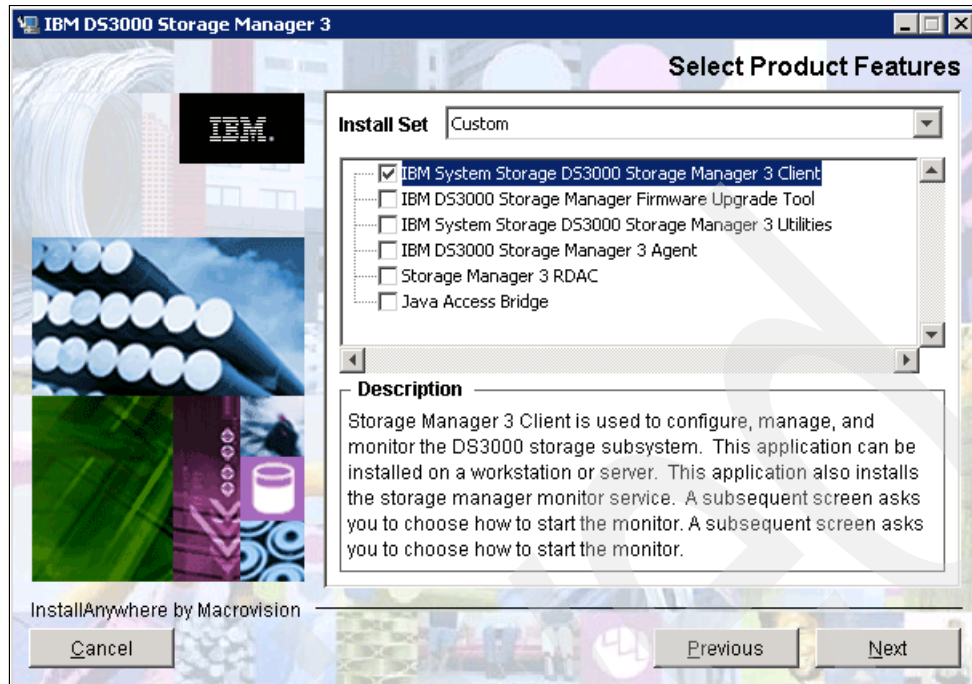 IBM DS3000 Storage Manager 3
Select Product Features
IBM.
Install Set Custom
IBM System Storage DS3000 Storage Manager 3 Client
IBM DS3000 Storage Manager Firmware Upgrade Tool
IBM System Storage DS3000 Storage Manager 3 Utilities
IBM DS3000 Storage Manager 3 Agent
Storage Manager 3 RDAC
Java Access Bridge
Description
Storage Manager 3 Client is used to configure, manage, and
monitor the DS3000 storage subsystem. This application can be
installed on a workstation or server. This application also installs
the storage manager monitor service. A subsequent screen asks
you to choose how to start the monitor. A subsequent screen asks
you to choose how to start the monitor.
InstallAnywhere by Macrovision
Cancel Previous Next